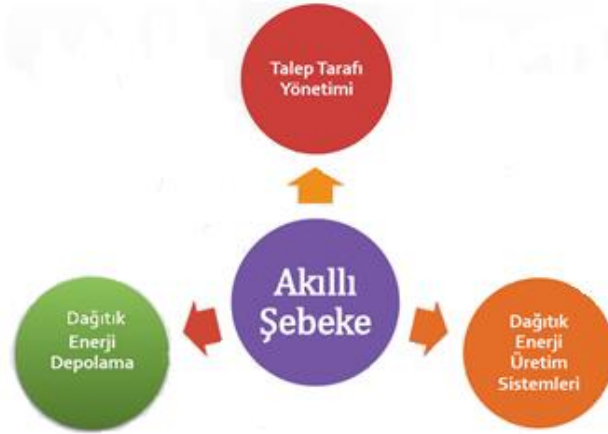 Talep Tarafı
Yönetimi
Akıllı
Şebeke
Dağıtık
Enerji
Depolama
Dağıtık
Enerji
Üretim
Sistemleri